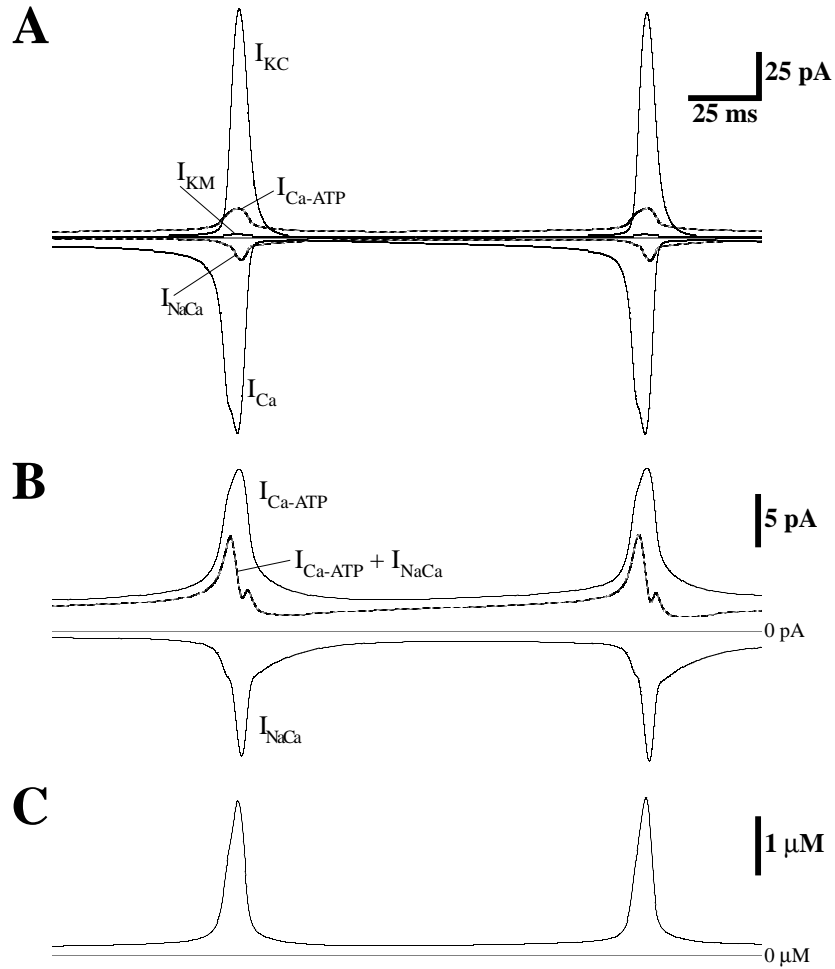 A
I_KC
25 pA
25 ms
I_KM
I_Ca-ATP
I_NaCa
I_Ca
B
I_Ca-ATP
5 pA
I_Ca-ATP + I_NaCa
0 pA
I_NaCa
C
1 μM
0 μM